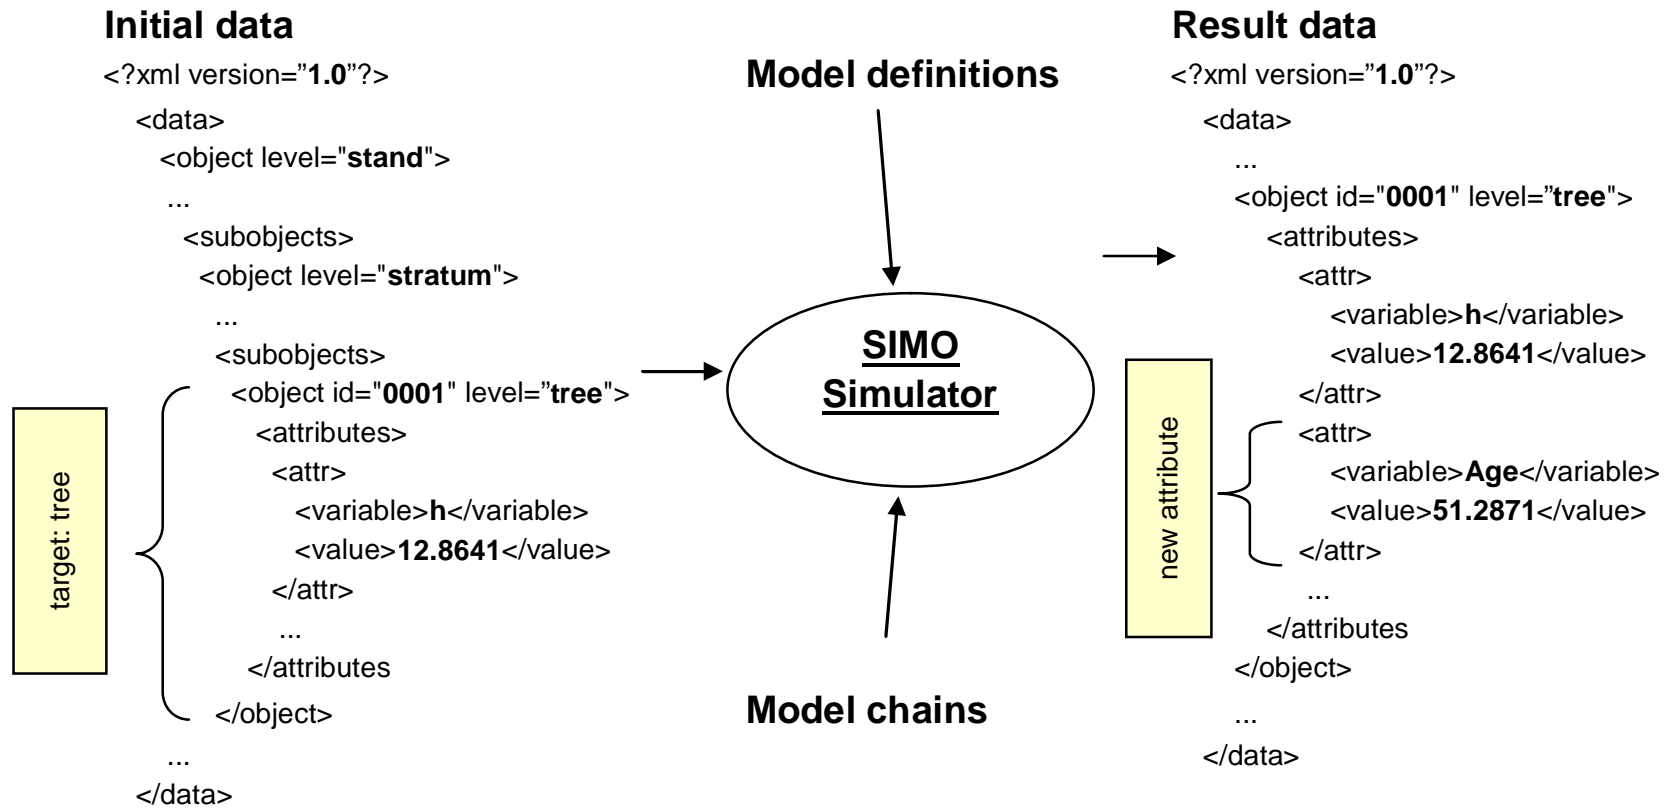 Initial data
<?xml version=”1.0”?>
<data>
<object level="stand">
...
<subobjects>
<object level="stratum">
...
<subobjects>
<object id="0001" level=”tree">
<attributes>
<attr>
<variable>h</variable>
<value>12.8641</value>
</attr>
...
</attributes
</object>
...
</data>
target: tree
Model definitions
SIMO
Simulator
Model chains
Result data
<?xml version=”1.0”?>
<data>
...
<object id="0001" level=”tree">
<attributes>
<attr>
<variable>h</variable>
<value>12.8641</value>
</attr>
<attr>
<variable>Age</variable>
<value>51.2871</value>
</attr>
...
</attributes
</object>
...
</data>
new attribute